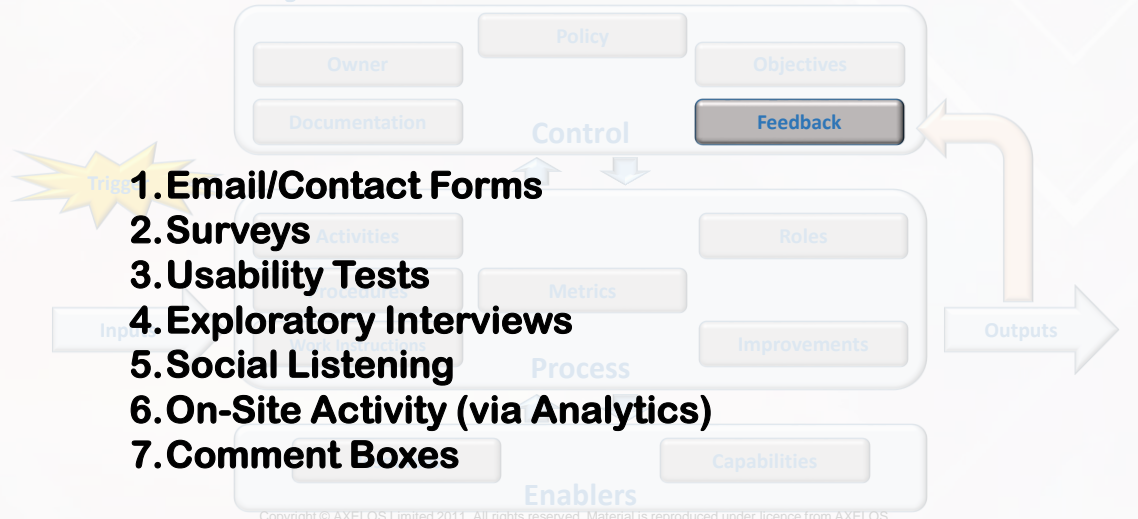 Policy
Owner
Objectives
Documentation
Control
Feedback
1.Email/Contact Forms
2.Surveys
3.Usability Tests
4.Exploratory Interviews
5.Social Listening
6.On-Site Activity (via Analytics)
7.Comment Boxes
Activities
Roles
Procedures
Metrics
Work Instructions
Improvements
Process
Outputs
Capabilities
Enablers
Copyright © AXELOS Limited 2011. All rights reserved. Material is reproduced under licence from AXELOS